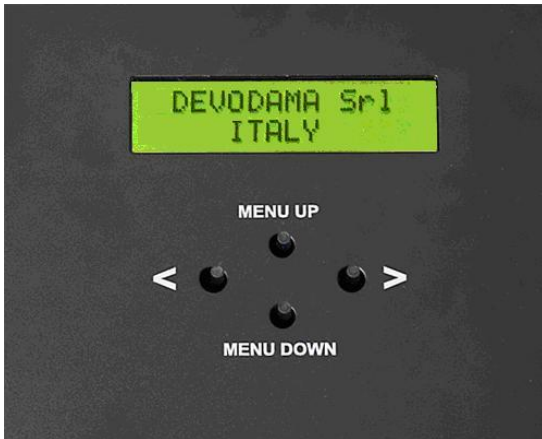 DEVODAMA Srl
ITALY
MENU UP
< >
MENU DOWN